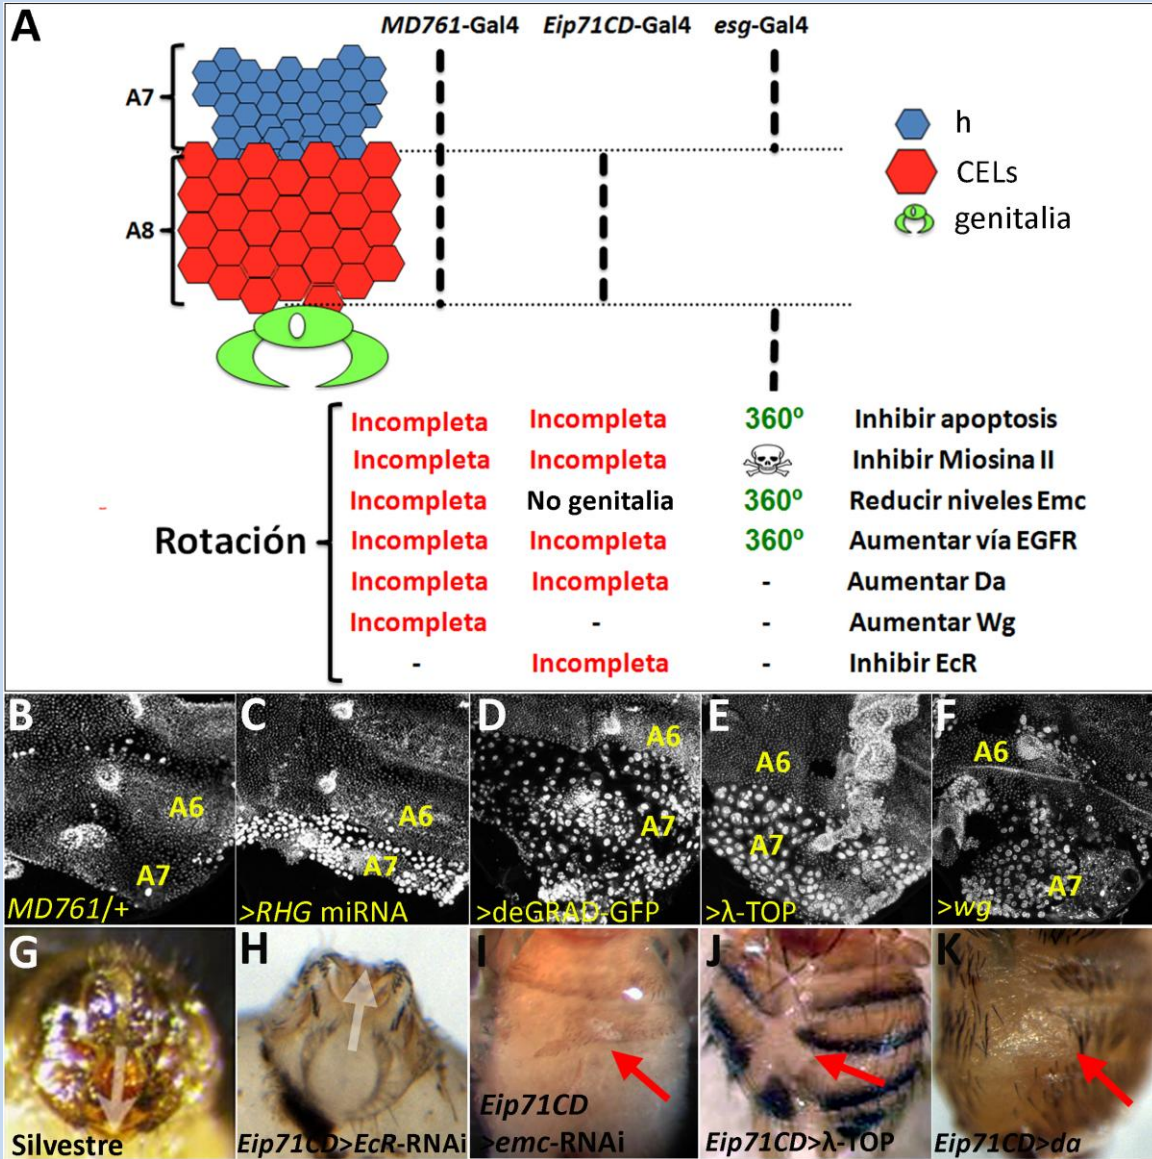 A
MD761-Gal4 Eip71CD-Gal4 esg-Gal4
A7
A8
h
CELs
genitalia
Rotación
Incompleta Incompleta 360º Inhibir apoptosis
Incompleta Incompleta Inhibir Miosina II
Incompleta No genitalia 360º Reducir niveles Emc
Incompleta Incompleta 360º Aumentar vía EGFR
Incompleta Incompleta - Aumentar Da
Incompleta - - Aumentar Wg
- Incompleta - Inhibir EcR
B
A6
A7
MD761/+
C
A6
A7
>RHG miRNA
D
A6
A7
>deGRAD-GFP
E
A6
A7
>λ-TOP
F
A6
A7
>wg
G
Silvestre
H
Eip71CD>EcR-RNAi
I
Eip71CD
>emc-RNAi
J
Eip71CD>λ-TOP
K
Eip71CD>da